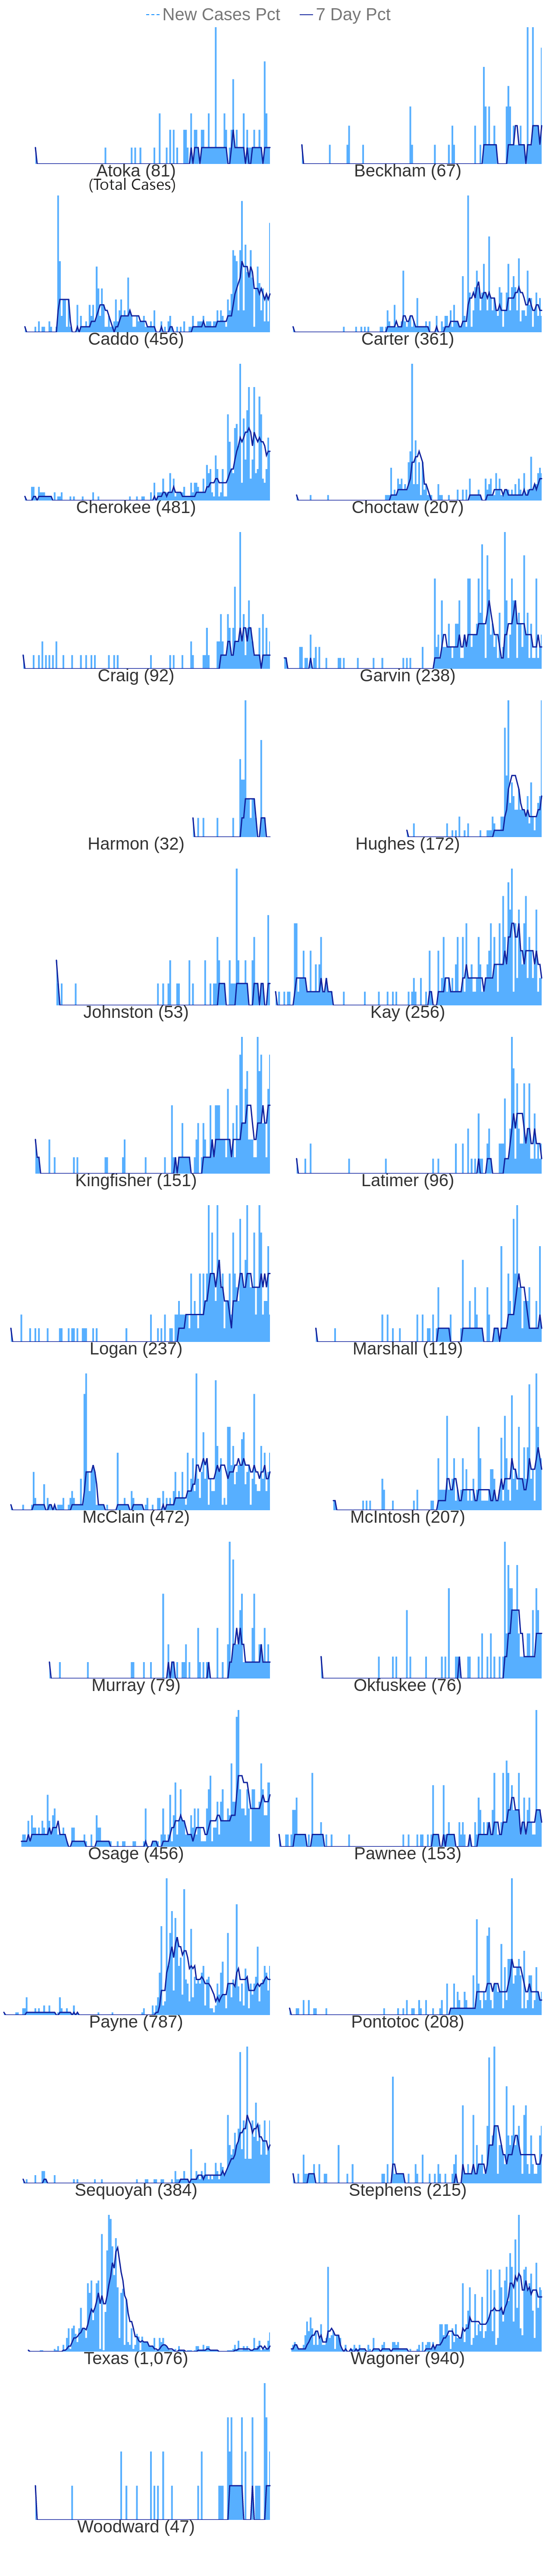 New Cases Pct 7 Day Pct
Atoka (81) Beckham (67)
(Total Cases)
Caddo (456) Carter (361)
Cherokee (481) Choctaw (207)
Craig (92) Garvin (238)
Harmon (32) Hughes (172)
Johnston (53) Kay (256)
Kingfisher (151) Latimer (96)
Logan (237) Marshall (119)
McClain (472) McIntosh (207)
Murray (79) Okfuskee (76)
Osage (456) Pawnee (153)
Payne (787) Pontotoc (208)
Sequoyah (384) Stephens (215)
Texas (1,076) Wagoner (940)
Woodward (47)